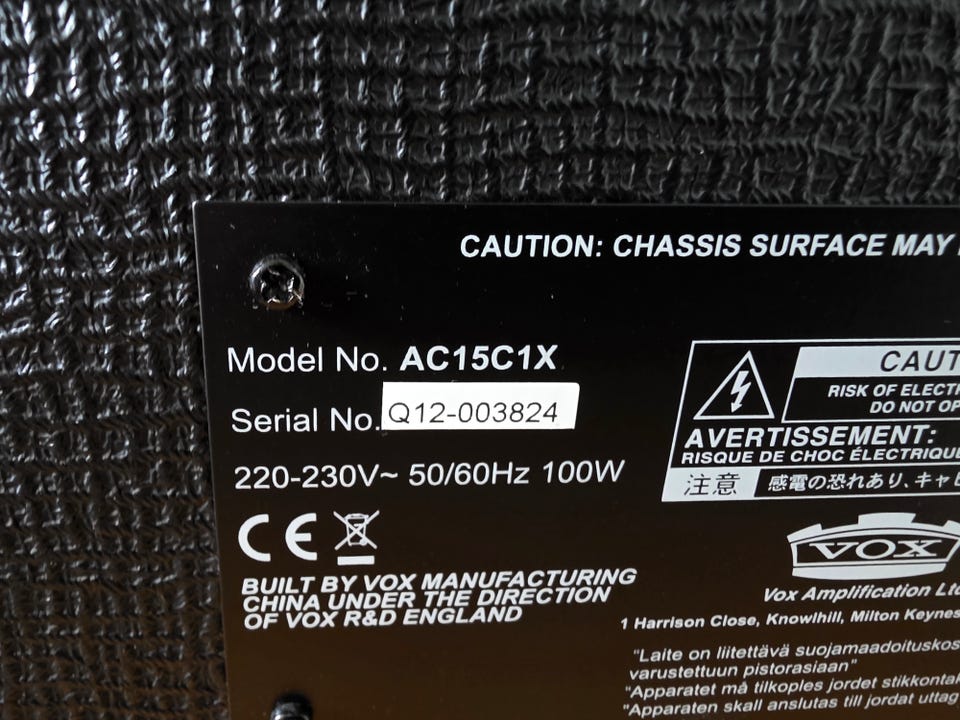 CAUTION: CHASSIS SURFACE MAY
Model No. AC15C1X
Serial No. Q12-003824
220-230V~ 50/60Hz 100W
CE
BUILT BY VOX MANUFACTURING
CHINA UNDER THE DIRECTION
OF VOX R&D ENGLAND
CAUT
RISK OF ELECTR
DO NOT OP
AVERTISSEMENT:
RISQUE DE CHOC ÉLECTRIQUE
注意 感電の恐れあり、キャビ
VOX
Vox Amplification Ltd
1 Harrison Close, Knowlhill, Milton Keynes
"Laite on liitettävä suojamaadoituskos
varustettuun pistorasiaan"
"Apparatet må tilkoples jordet stikkontak
"Apparaten skall anslutas till jordat uttag